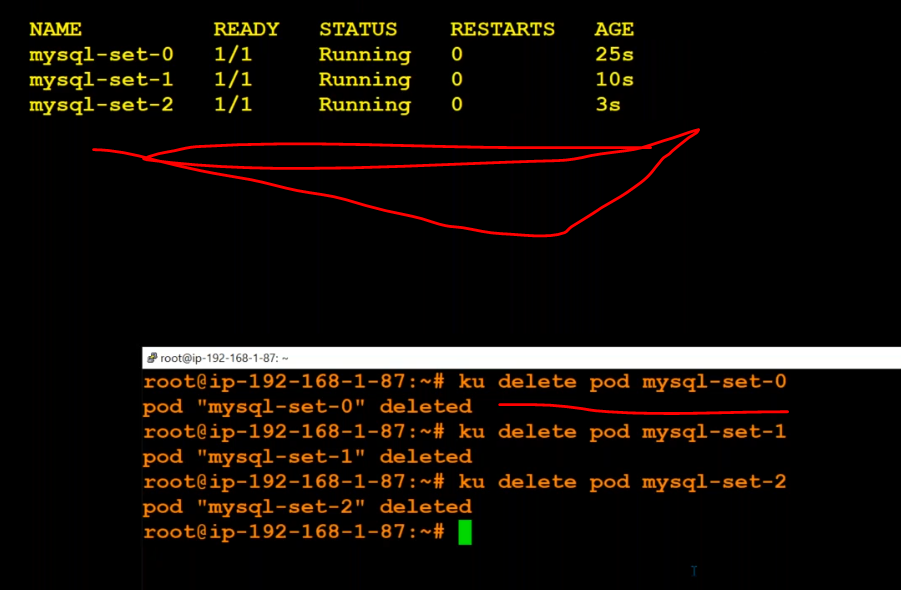 NAME READY STATUS RESTARTS AGE
mysql-set-0 1/1 Running 0 25s
mysql-set-1 1/1 Running 0 10s
mysql-set-2 1/1 Running 0 3s
root@ip-192-168-1-87: ~
root@ip-192-168-1-87:~# ku delete pod mysql-set-0
pod "mysql-set-0" deleted
root@ip-192-168-1-87:~# ku delete pod mysql-set-1
pod "mysql-set-1" deleted
root@ip-192-168-1-87:~# ku delete pod mysql-set-2
pod "mysql-set-2" deleted
root@ip-192-168-1-87:~#